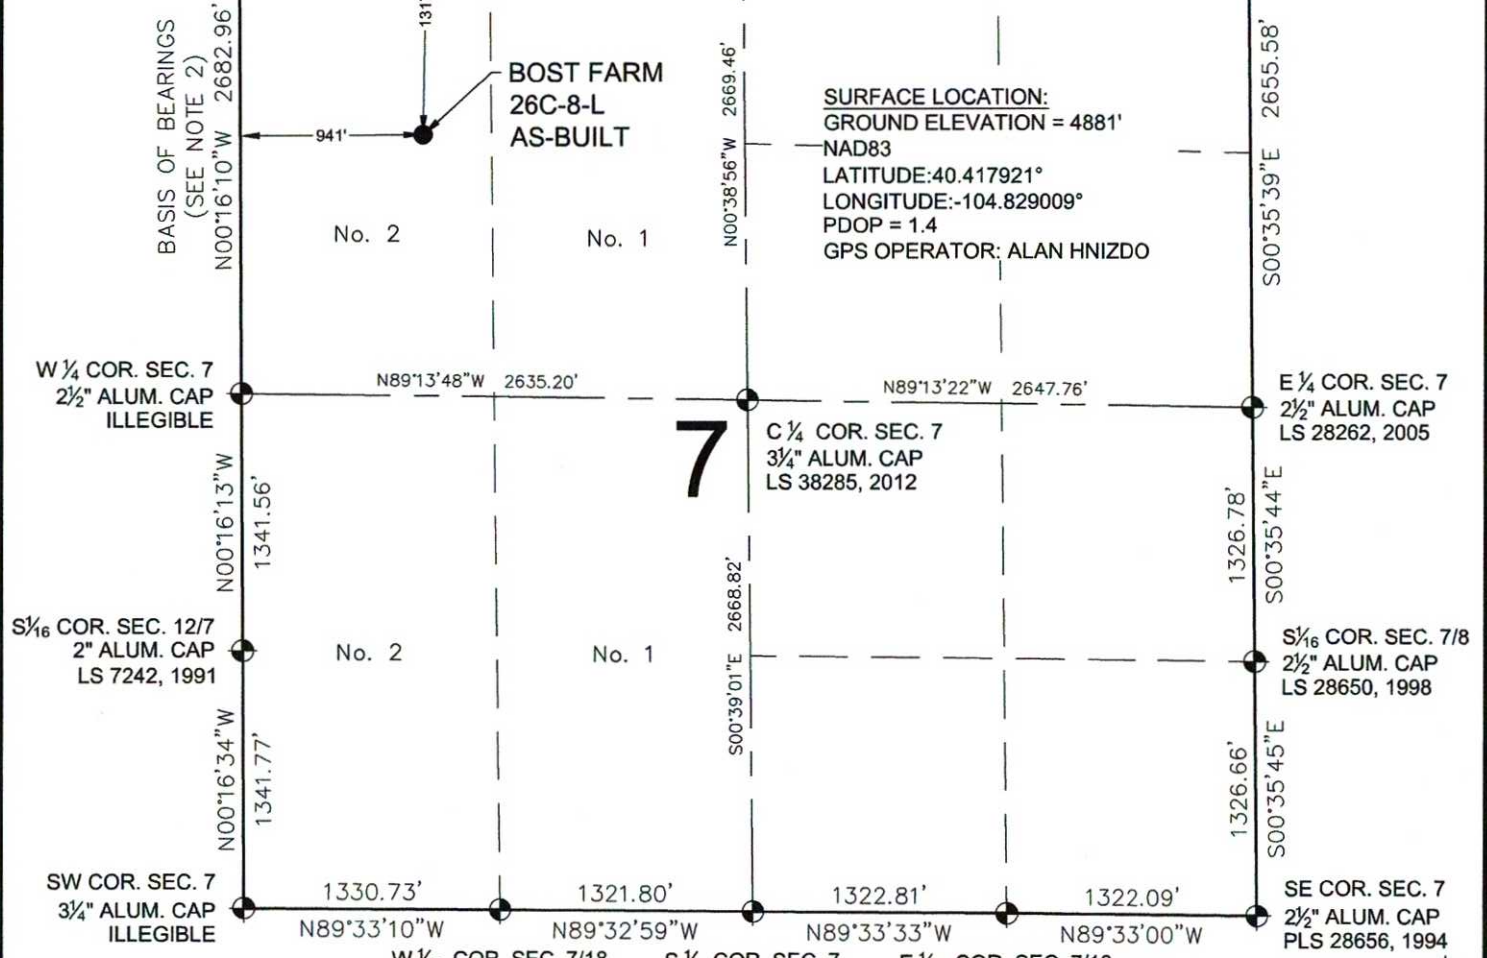 BASIS OF BEARINGS
(SEE NOTE 2)
N00°16'10"W 2682.96'
941'
BOST FARM
26C-8-L
AS-BUILT
N00°38'56"W 2669.46'
SURFACE LOCATION:
GROUND ELEVATION = 4881'
NAD83
LATITUDE:40.417921°
LONGITUDE:-104.829009°
PDOP = 1.4
GPS OPERATOR: ALAN HNIZDO
S00°35'39"E 2655.58'
No. 2
No. 1
W ¼ COR. SEC. 7
2½" ALUM. CAP
ILLEGIBLE
N89°13'48"W 2635.20'
N89°13'22"W 2647.76'
E ¼ COR. SEC. 7
2½" ALUM. CAP
LS 28262, 2005
7
C ¼ COR. SEC. 7
3¼" ALUM. CAP
LS 38285, 2012
N00°16'13"W
1341.56'
1326.78'
S00°35'44"E
S00°39'01"E 2668.82'
S1⁄16 COR. SEC. 12/7
2" ALUM. CAP
LS 7242, 1991
No. 2
No. 1
S1⁄16 COR. SEC. 7/8
2½" ALUM. CAP
LS 28650, 1998
N00°16'34"W
1341.77'
1326.66'
S00°35'45"E
SW COR. SEC. 7
3¼" ALUM. CAP
ILLEGIBLE
1330.73'
1321.80'
1322.81'
1322.09'
N89°33'10"W
N89°32'59"W
N89°33'33"W
N89°33'00"W
SE COR. SEC. 7
2½" ALUM. CAP
PLS 28656, 1994